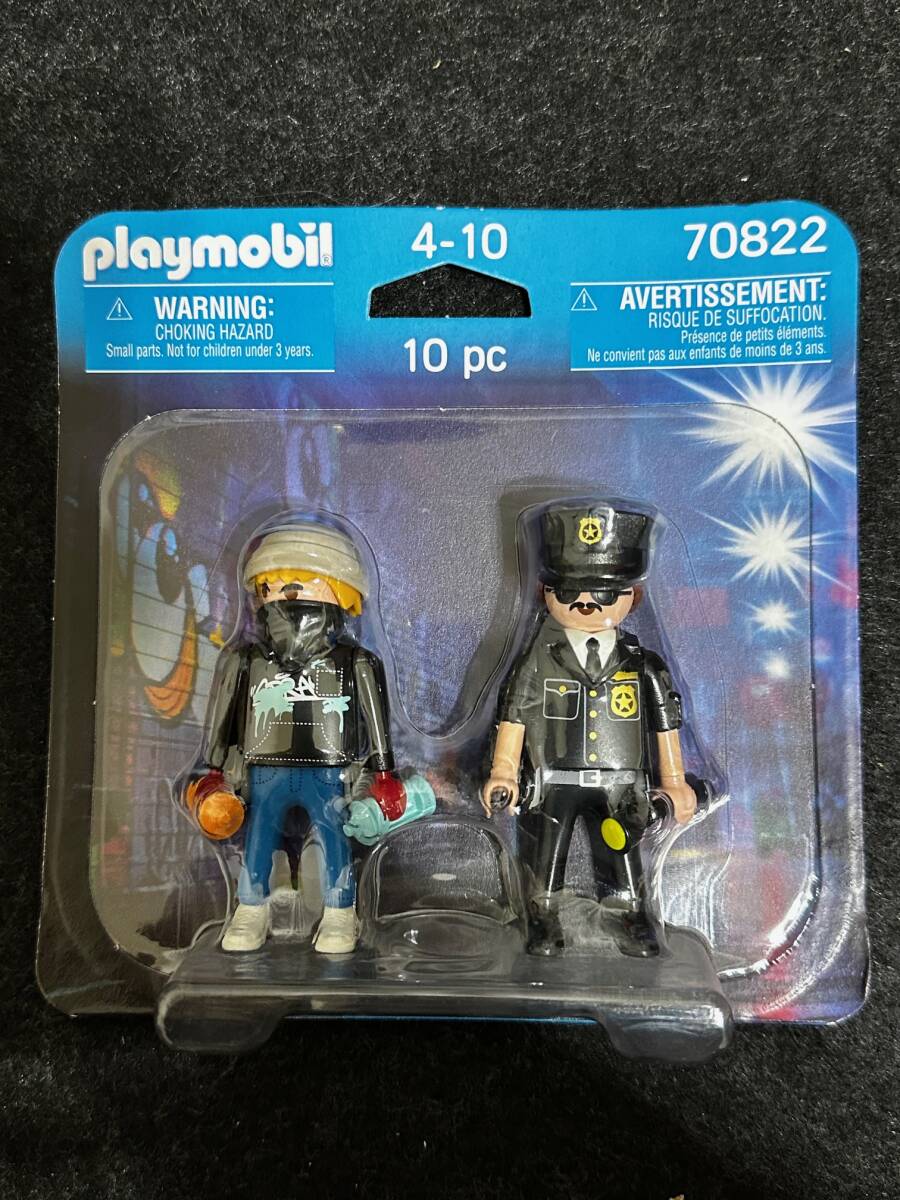 playmobil®
4-10
70822
WARNING:
CHOKING HAZARD
Small parts. Not for children under 3 years.
10 pc
AVERTISSEMENT:
RISQUE DE SUFFOCATION.
Présence de petits éléments.
Ne convient pas aux enfants de moins de 3 ans.